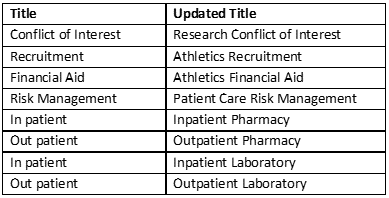 Title Updated Title
Conflict of Interest Research Conflict of Interest
Recruitment Athletics Recruitment
Financial Aid Athletics Financial Aid
Risk Management Patient Care Risk Management
In patient Inpatient Pharmacy
Out patient Outpatient Pharmacy
In patient Inpatient Laboratory
Out patient Outpatient Laboratory